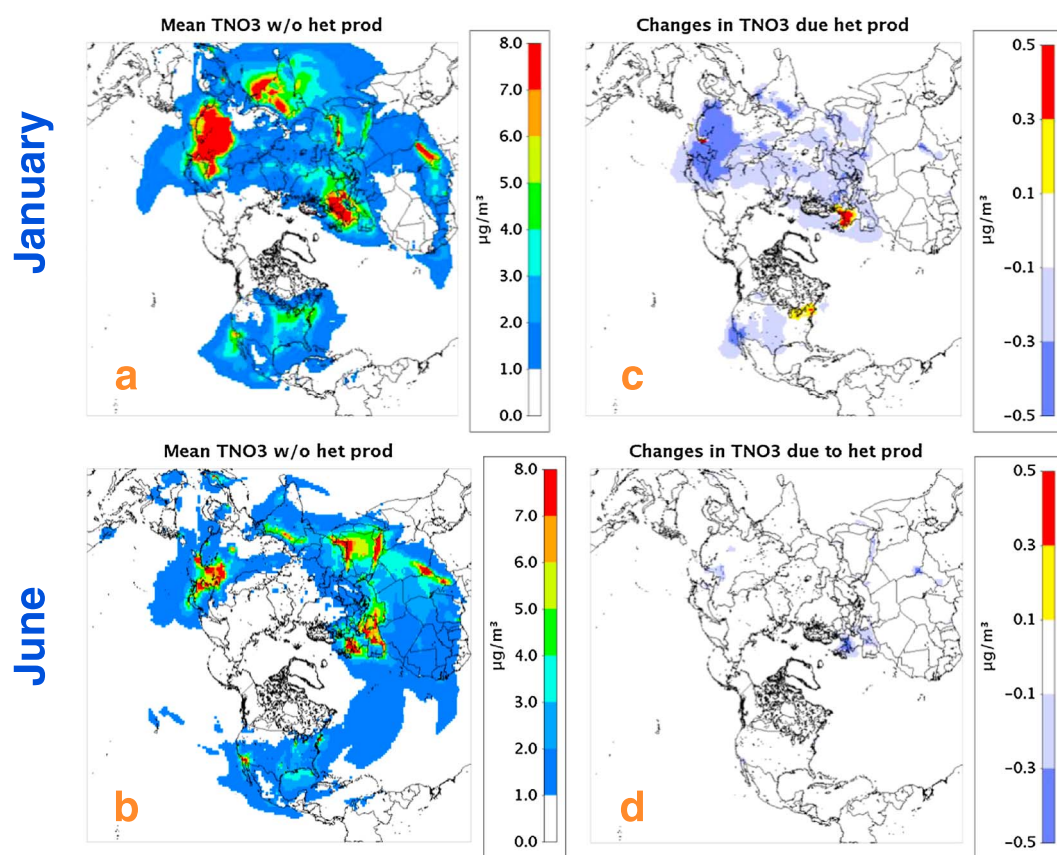 January
Mean TNO3 w/o het prod
8.0
7.0
6.0
5.0
4.0
3.0
2.0
1.0
0.0
µg/m³
a
Changes in TNO3 due het prod
0.5
0.3
0.1
−0.1
−0.3
−0.5
µg/m³
c
June
Mean TNO3 w/o het prod
8.0
7.0
6.0
5.0
4.0
3.0
2.0
1.0
0.0
µg/m³
b
Changes in TNO3 due to het prod
0.5
0.3
0.1
−0.1
−0.3
−0.5
µg/m³
d